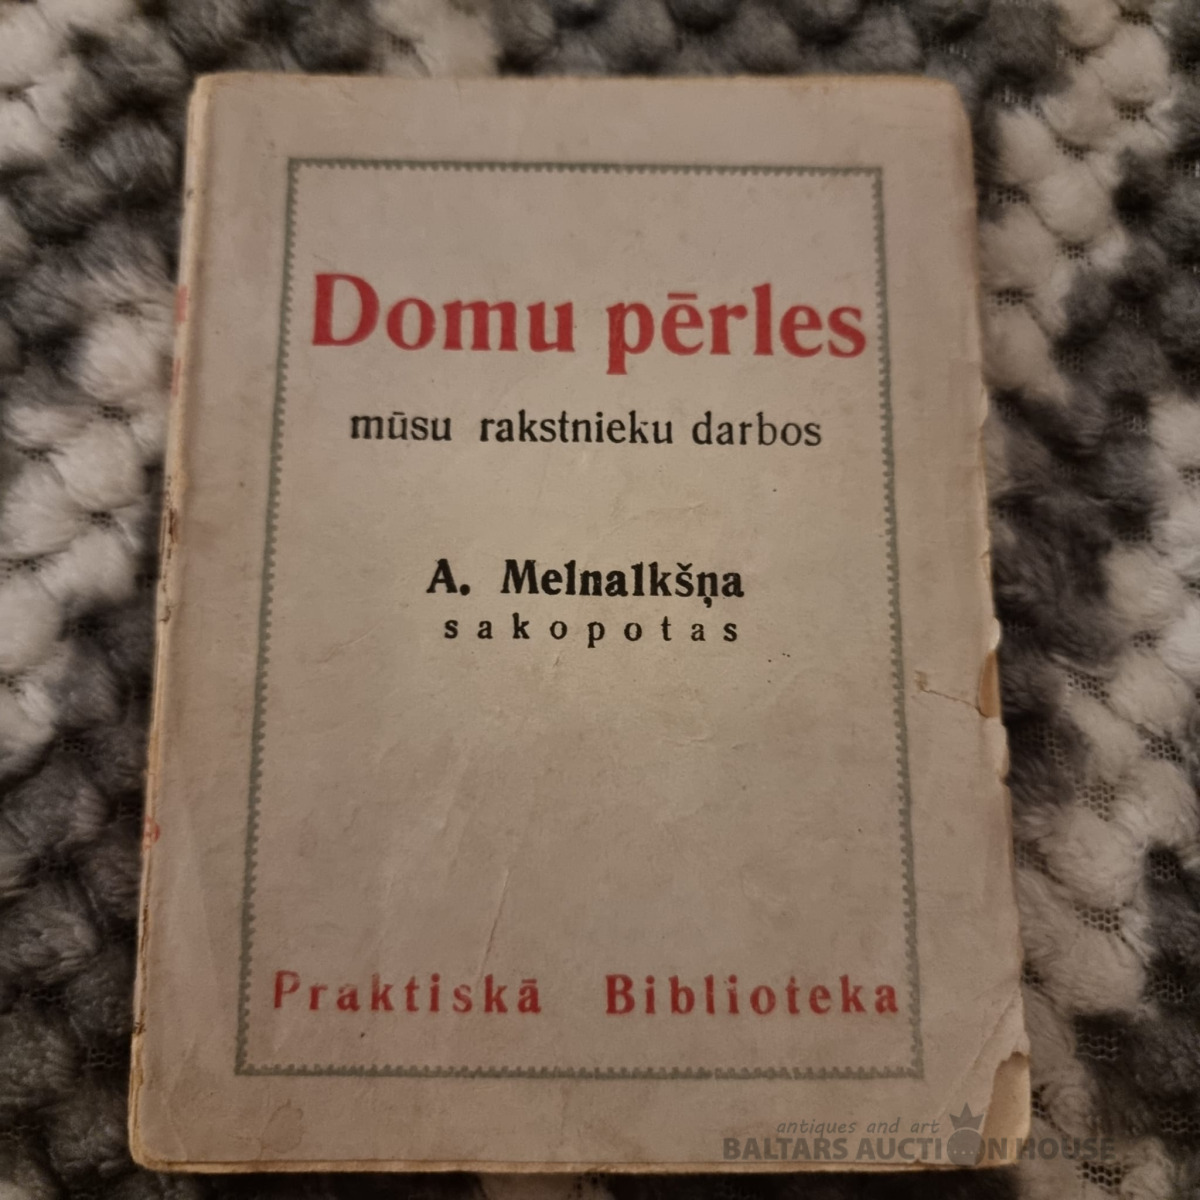 Domu pērles
mūsu rakstnieku darbos
A. Melnalkšņa
sakopotas
Praktiskā Biblioteka
antiques and art
BALTARS AUCTION HOUSE